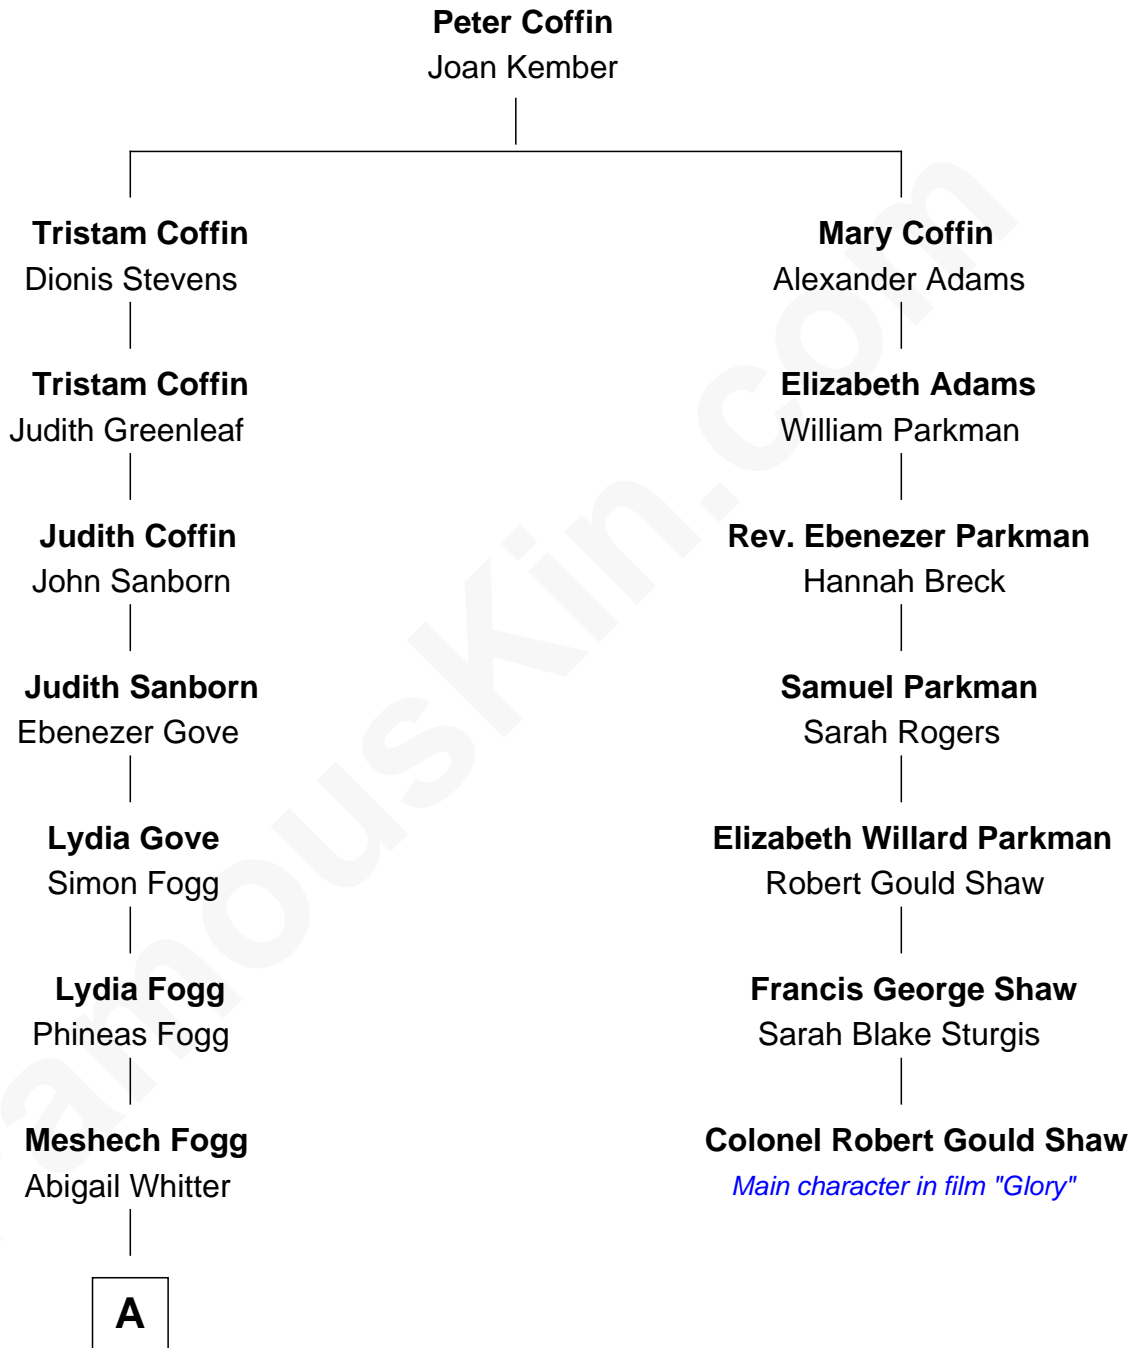 Peter Coffin
Joan Kember
Tristam Coffin
Dionis Stevens
Mary Coffin
Alexander Adams
Tristam Coffin
Judith Greenleaf
Elizabeth Adams
William Parkman
Judith Coffin
John Sanborn
Rev. Ebenezer Parkman
Hannah Breck
Judith Sanborn
Ebenezer Gove
Samuel Parkman
Sarah Rogers
Lydia Gove
Simon Fogg
Elizabeth Willard Parkman
Robert Gould Shaw
Lydia Fogg
Phineas Fogg
Francis George Shaw
Sarah Blake Sturgis
Meshech Fogg
Abigail Whitter
Colonel Robert Gould Shaw
Main character in film "Glory"
A
famouskin.com